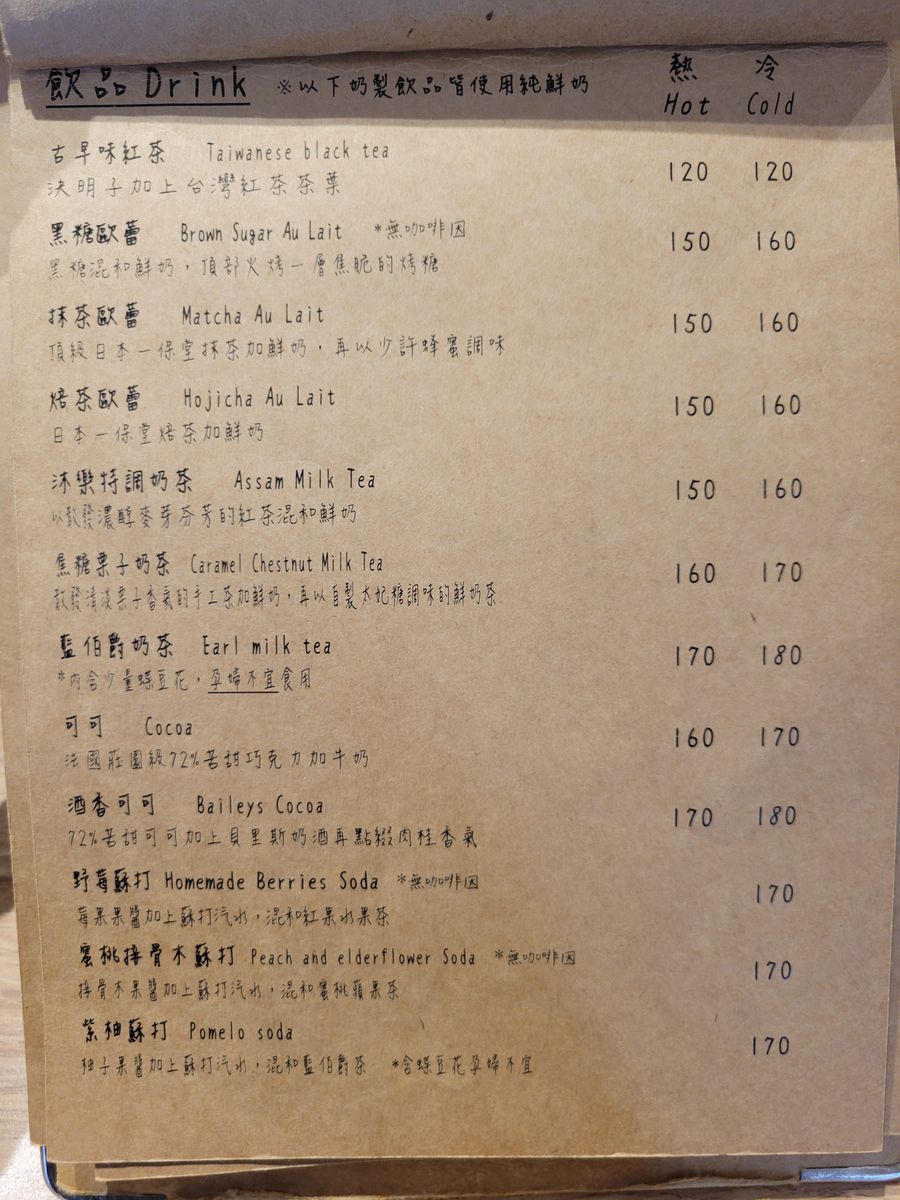 飲品 Drink ※以下奶製飲品皆使用純鮮奶 熱 冷
Hot Cold
古早味紅茶 Taiwanese black tea
決明子加上台灣紅茶茶葉 120 120
黑糖歐蕾 Brown Sugar Au Lait *無咖啡因
黑糖混和鮮奶，頂部火烤一層焦脆的烤糖 150 160
抹茶歐蕾 Matcha Au Lait
頂級日本一保堂抹茶加鮮奶，再以少許蜂蜜調味 150 160
焙茶歐蕾 Hojicha Au Lait
日本一保堂焙茶加鮮奶 150 160
沐樂特調奶茶 Assam Milk Tea
以散發濃醇麥芽芬芳的紅茶混和鮮奶 150 160
焦糖栗子奶茶 Caramel Chestnut Milk Tea
散發清淡栗子香氣的手工茶加鮮奶，再以自製太妃糖調味的鮮奶茶 160 170
藍伯爵奶茶 Earl milk tea
*內含少量蝶豆花，孕婦不宜食用 170 180
可可 Cocoa
法國莊園級72%苦甜巧克力加牛奶 160 170
酒香可可 Baileys Cocoa
72%苦甜可可加上貝里斯奶酒再點綴肉桂香氣 170 180
野莓蘇打 Homemade Berries Soda *無咖啡因
莓果果醬加上蘇打汽水，混和紅果水果茶 170
蜜桃接骨木蘇打 Peach and elderflower Soda *無咖啡因
接骨木果醬加上蘇打汽水，混和蜜桃蘋果茶 170
紫柚蘇打 Pomelo soda
柚子果醬加上蘇打汽水，混和藍伯爵茶 *含蝶豆花孕婦不宜 170